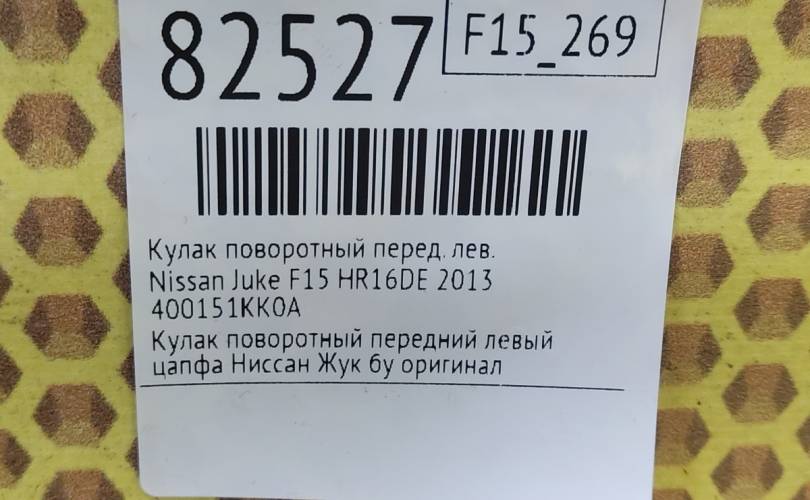 82527
F15_269
Кулак поворотный перед. лев.
Nissan Juke F15 HR16DE 2013
400151KK0A
Кулак поворотный передний левый
цапфа Ниссан Жук бу оригинал